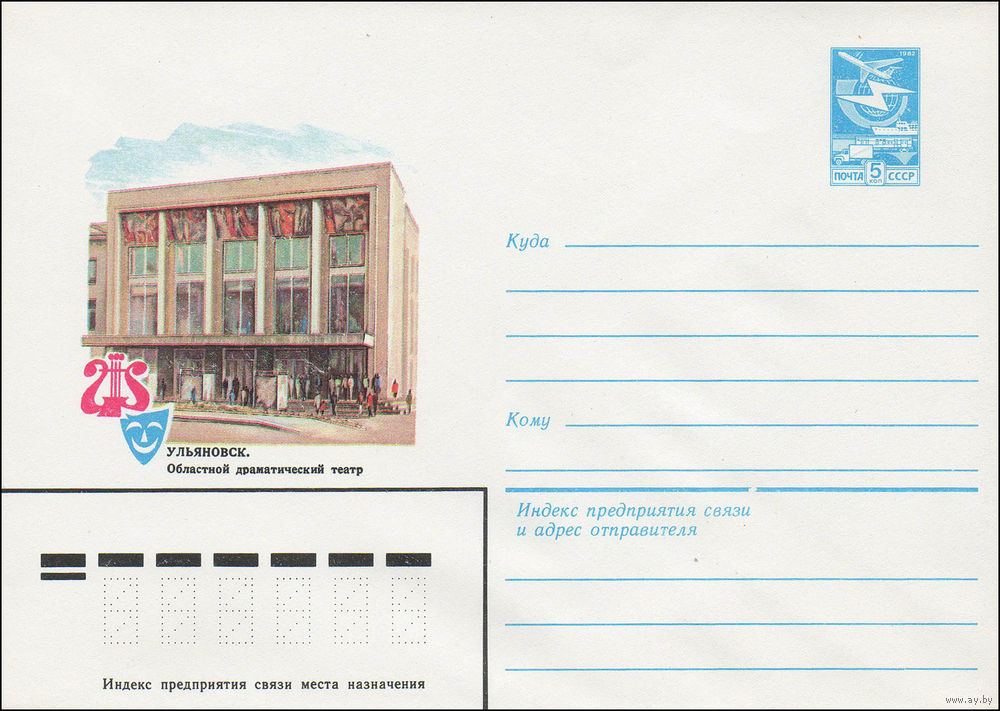 1982
ПОЧТА 5 КОП СССР
Куда
Кому
УЛЬЯНОВСК.
Областной драматический театр
Индекс предприятия связи
и адрес отправителя
Индекс предприятия связи места назначения
www.ay.by